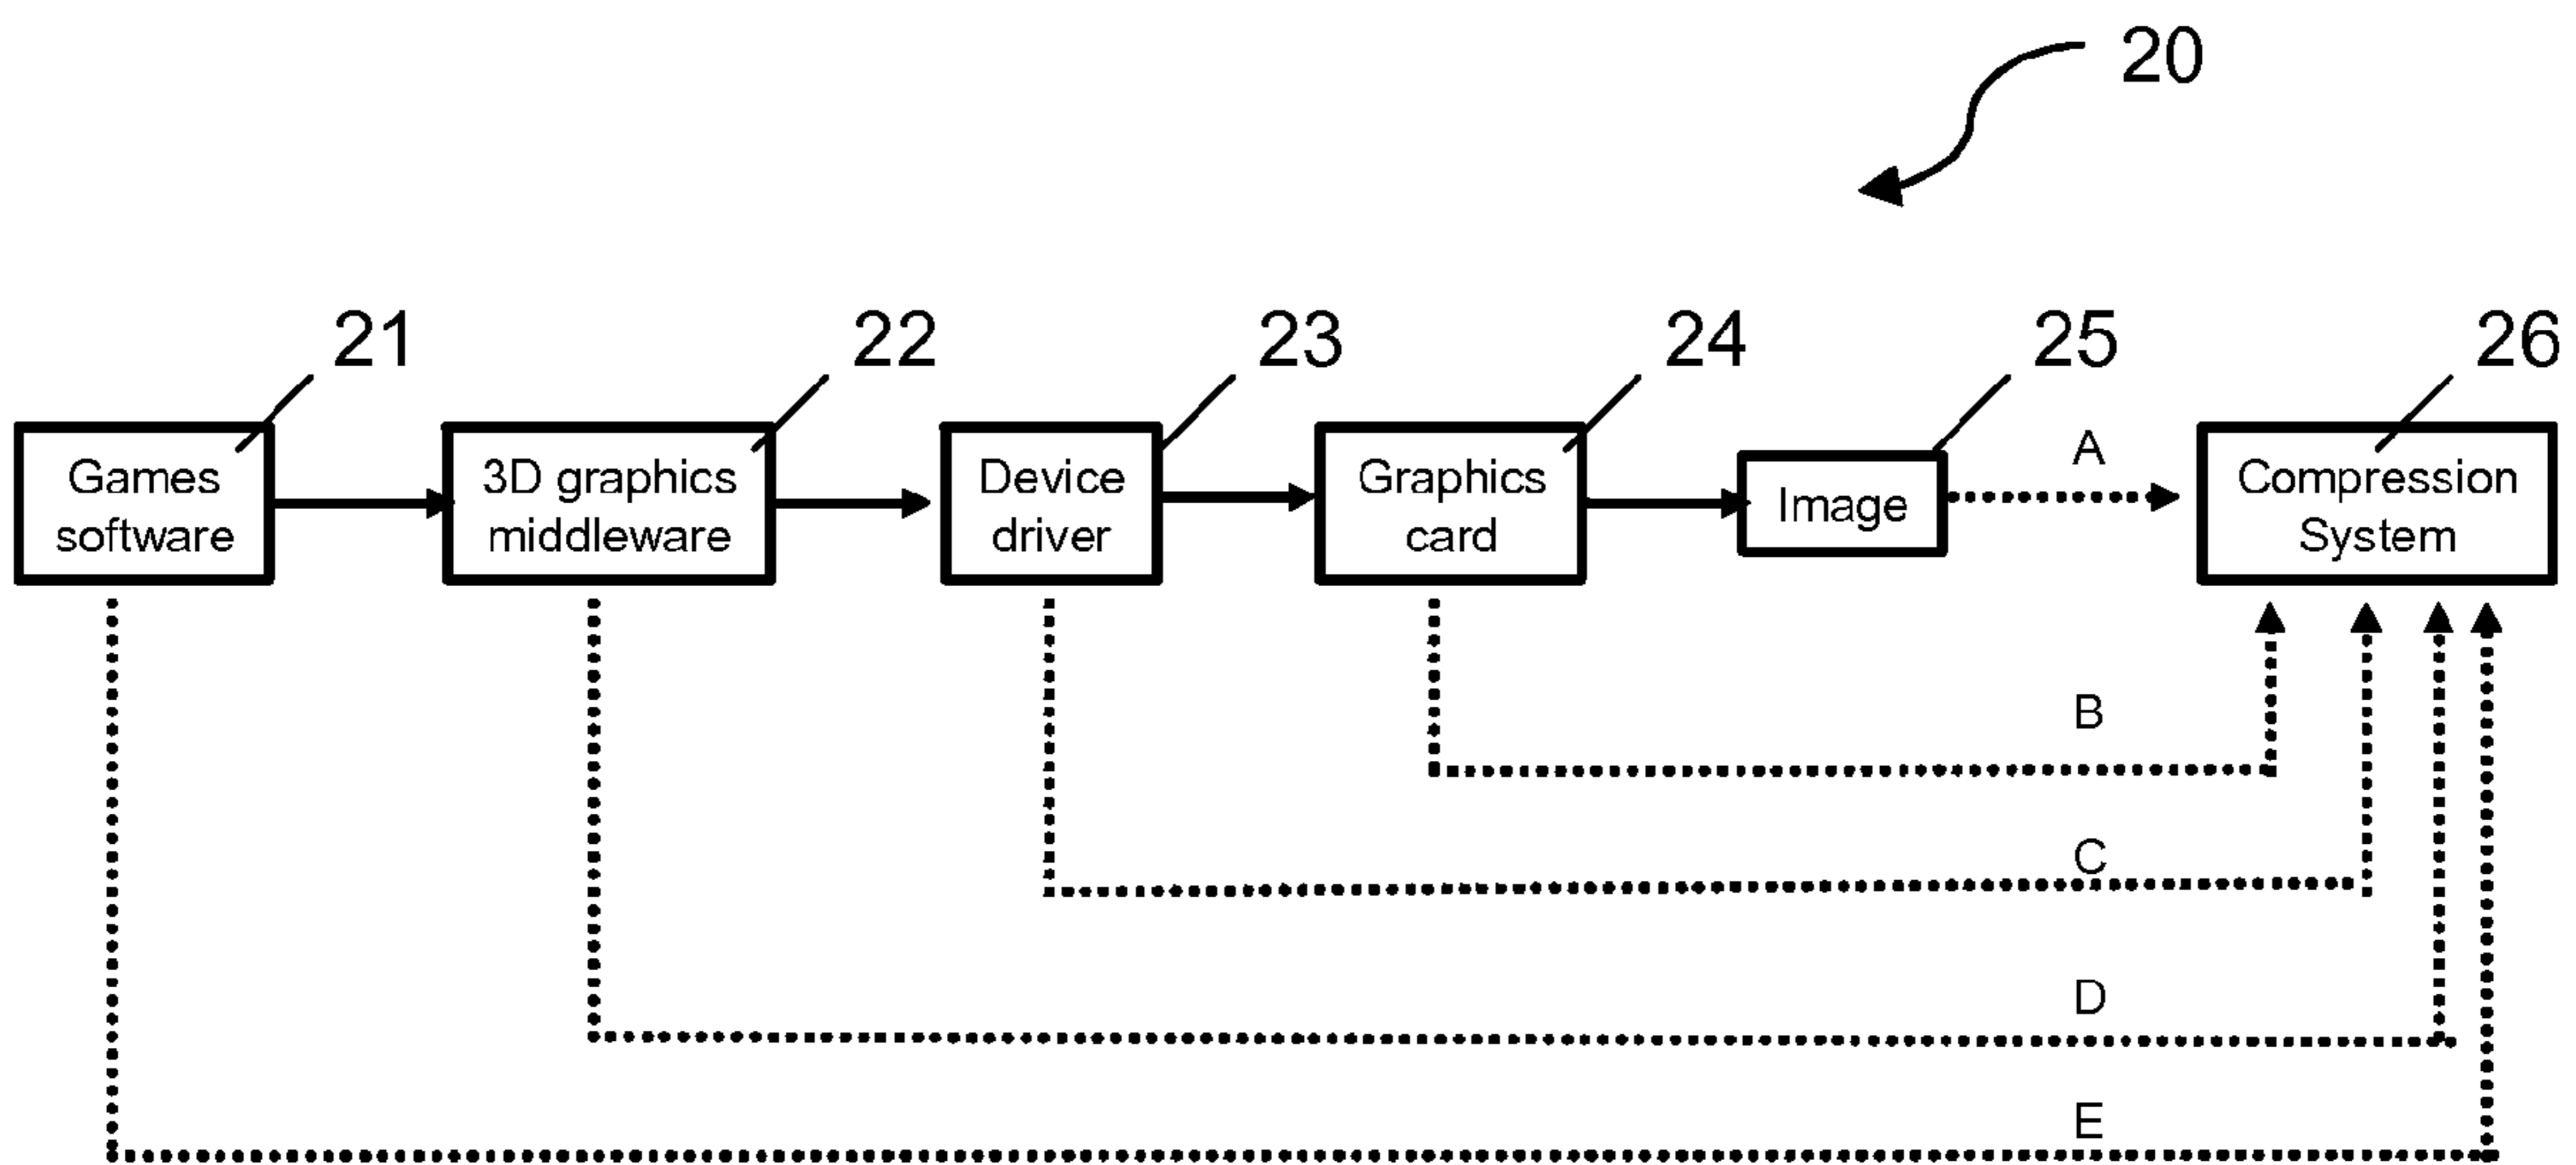 20
21
22
23
24
25
26
Games
software
3D graphics
middleware
Device
driver
Graphics
card
Image
A
Compression
System
B
C
D
E